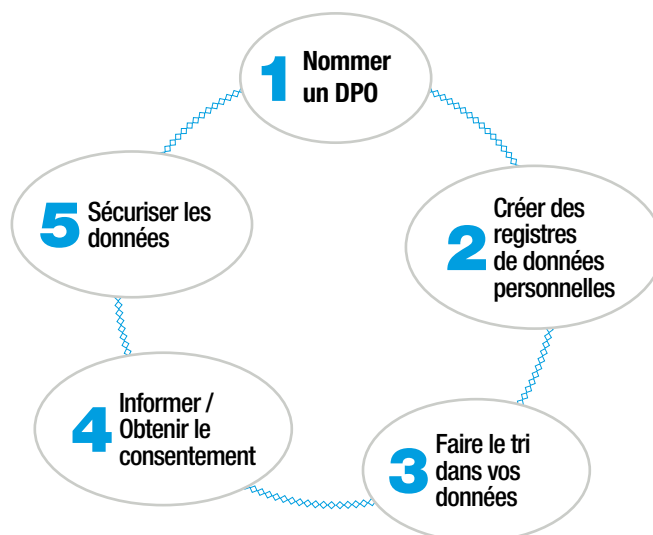 1 Nommer
un DPO
2 Créer des
registres
de données
personnelles
3 Faire le tri
dans vos
données
4 Informer /
Obtenir le
consentement
5 Sécuriser les
données